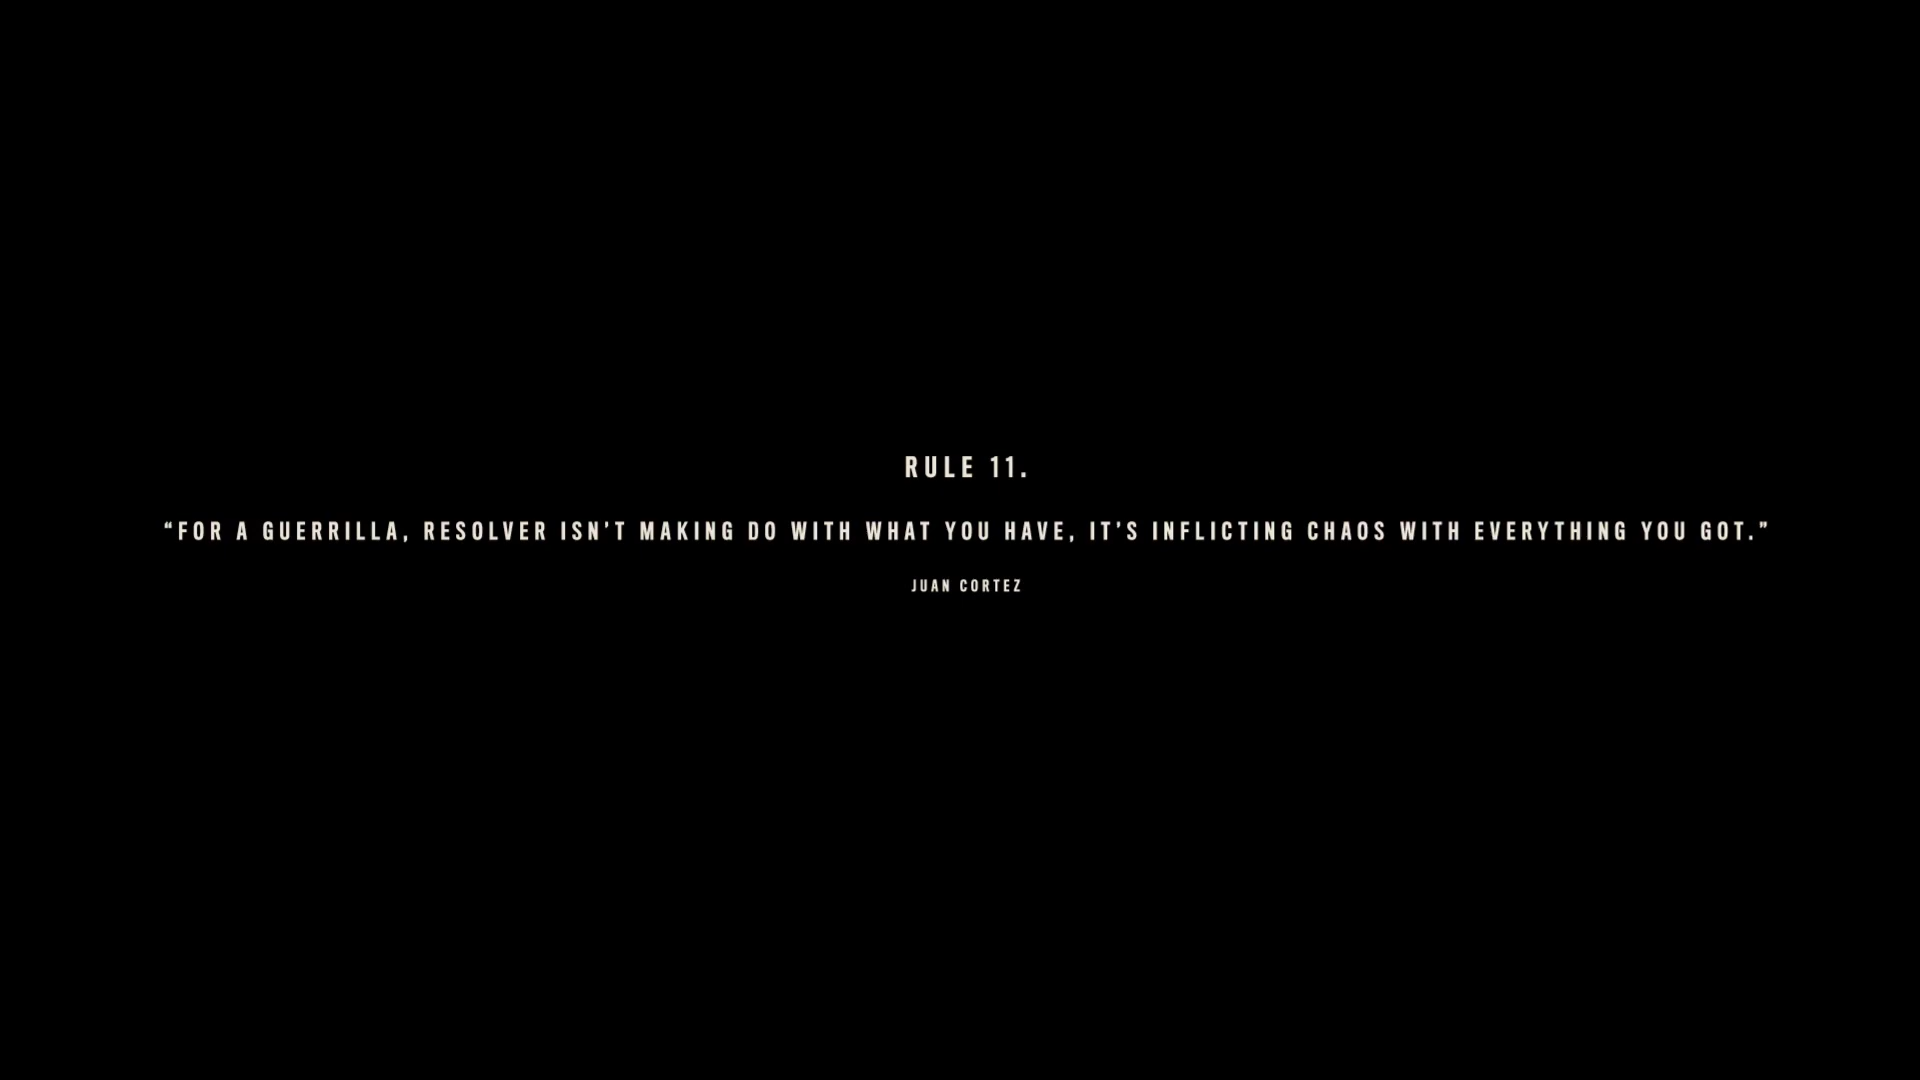 RULE 11.
“FOR A GUERRILLA, RESOLVER ISN’T MAKING DO WITH WHAT YOU HAVE, IT’S INFLICTING CHAOS WITH EVERYTHING YOU GOT.”
JUAN CORTEZ